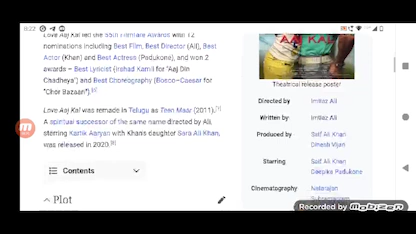 8:22
Love Aaj Kal led the 55th Filmfare Awards with 12
nominations including Best Film, Best Director (Ali), Best
Actor (Khan) and Best Actress (Padukone), and won 2
awards – Best Lyricist (Irshad Kamil for "Aaj Din
Chadheya") and Best Choreography (Bosco–Caesar for
"Chor Bazaari").
Love Aaj Kal was remade in Telugu as Teen Maar (2011).
A spiritual successor of the same name directed by Ali,
starring Kartik Aaryan with Khan's daughter Sara Ali Khan,
was released in 2020.
Contents
Plot
AAJ KAL
Theatrical release poster
Directed by Imtiaz Ali
Written by Imtiaz Ali
Produced by Saif Ali Khan
Dinesh Vijan
Starring Saif Ali Khan
Deepika Padukone
Cinematography Natarajan
Subramaniam
Recorded by Mobizen